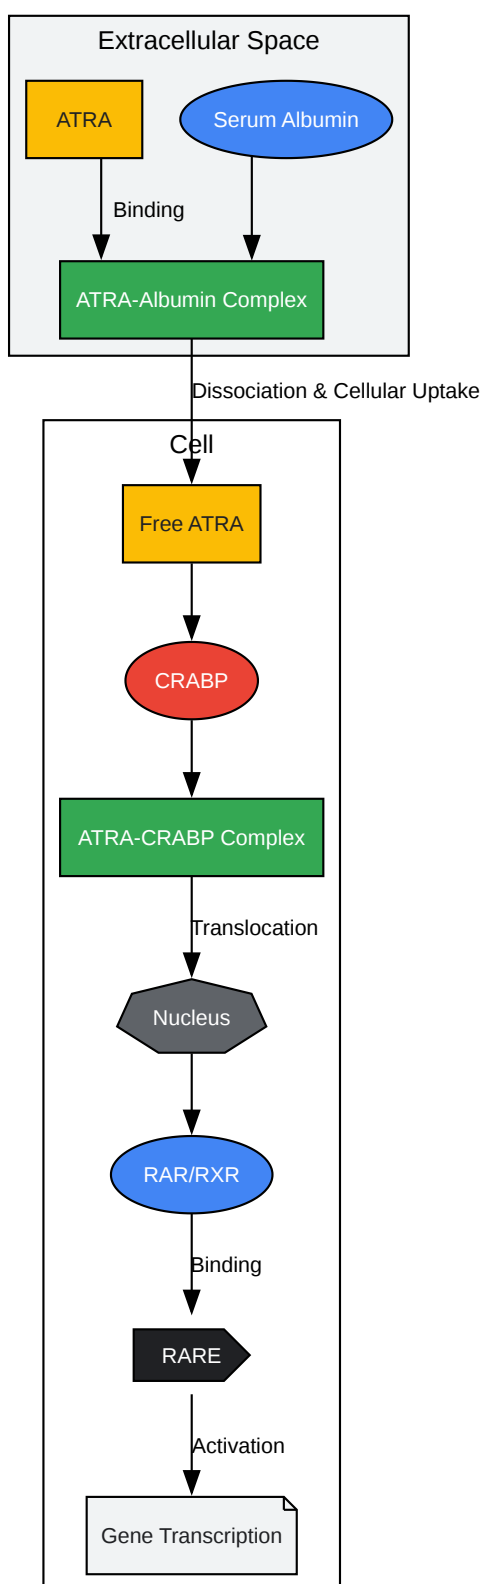 Extracellular Space
ATRA
Serum Albumin
Binding
ATRA-Albumin Complex
Dissociation & Cellular Uptake
Cell
Free ATRA
CRABP
ATRA-CRABP Complex
Translocation
Nucleus
RAR/RXR
Binding
RARE
Activation
Gene Transcription